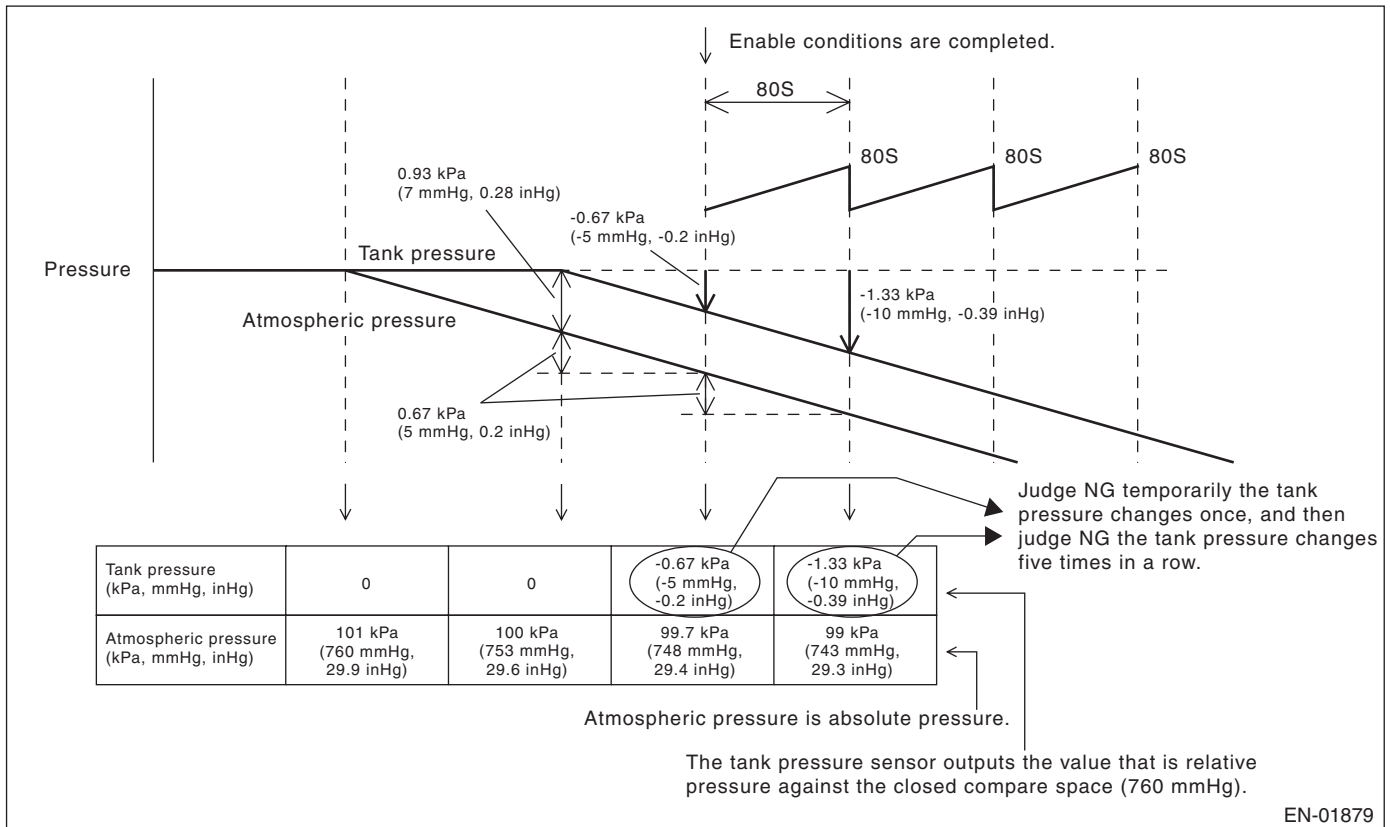 Enable conditions are completed.
80S
80S
80S
80S
0.93 kPa
(7 mmHg, 0.28 inHg)
-0.67 kPa
(-5 mmHg, -0.2 inHg)
Tank pressure
Pressure
-1.33 kPa
(-10 mmHg, -0.39 inHg)
Atmospheric pressure
0.67 kPa
(5 mmHg, 0.2 inHg)
Judge NG temporarily the tank
pressure changes once, and then
judge NG the tank pressure changes
five times in a row.
Tank pressure
(kPa, mmHg, inHg)
0
0
-0.67 kPa
(-5 mmHg,
-0.2 inHg)
-1.33 kPa
(-10 mmHg,
-0.39 inHg)
Atmospheric pressure
(kPa, mmHg, inHg)
101 kPa
(760 mmHg,
29.9 inHg)
100 kPa
(753 mmHg,
29.6 inHg)
99.7 kPa
(748 mmHg,
29.4 inHg)
99 kPa
(743 mmHg,
29.3 inHg)
Atmospheric pressure is absolute pressure.
The tank pressure sensor outputs the value that is relative
pressure against the closed compare space (760 mmHg).
EN-01879